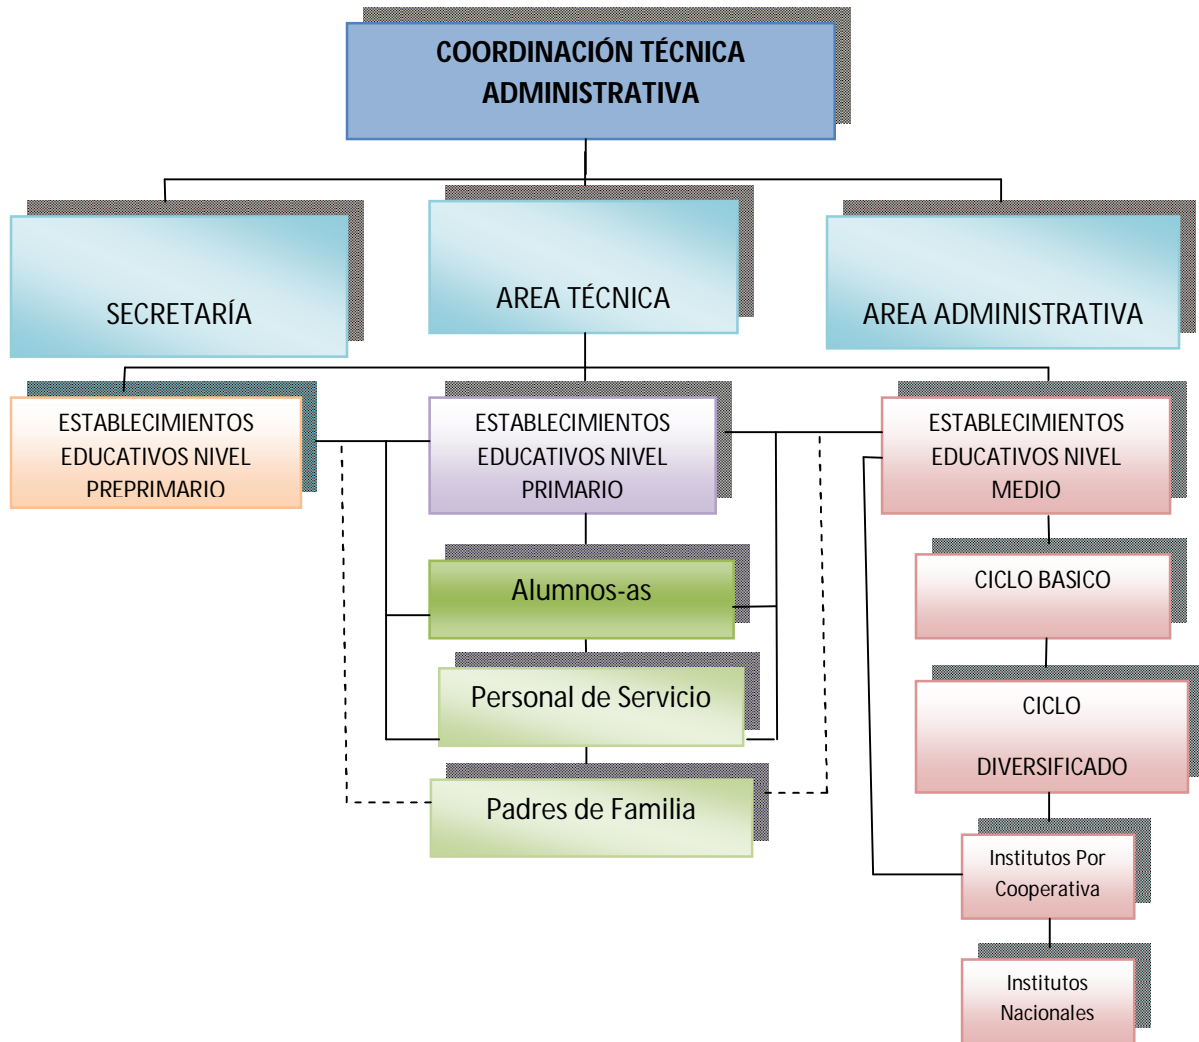 COORDINACIÓN TÉCNICA
ADMINISTRATIVA
SECRETARÍA
AREA TÉCNICA
AREA ADMINISTRATIVA
ESTABLECIMIENTOS
EDUCATIVOS NIVEL
PREPRIMARIO
ESTABLECIMIENTOS
EDUCATIVOS NIVEL
PRIMARIO
ESTABLECIMIENTOS
EDUCATIVOS NIVEL
MEDIO
Alumnos-as
CICLO BASICO
Personal de Servicio
CICLO
DIVERSIFICADO
Padres de Familia
Institutos Por
Cooperativa
Institutos
Nacionales